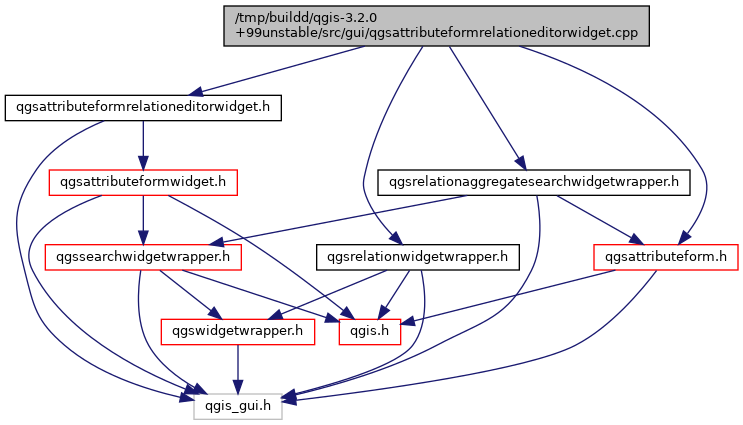 /tmp/buildd/qgis-3.2.0
+99unstable/src/gui/qgsattributeformrelationeditorwidget.cpp
qgsattributeformrelationeditorwidget.h
qgsattributeformwidget.h
qgsrelationaggregatesearchwidgetwrapper.h
qgssearchwidgetwrapper.h
qgsrelationwidgetwrapper.h
qgsattributeform.h
qgswidgetwrapper.h
qgis.h
qgis_gui.h